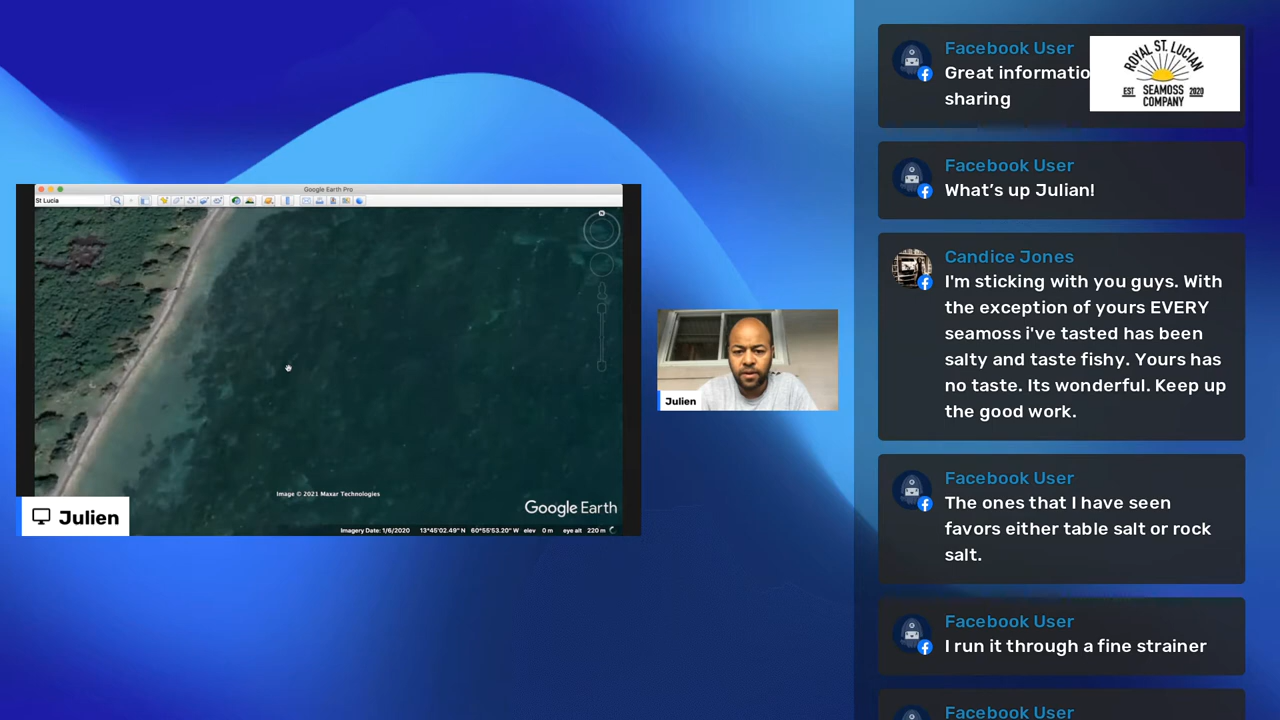 Google Earth Pro
St Lucia
Image © 2021 Maxar Technologies
Google Earth
Imagery Date: 1/6/2020 13°45'02.49" N 60°55'53.20" W elev 0 m eye alt 220 m
Julien
Julien
Facebook User
Great informatio
sharing
ROYAL ST. LUCIAN
EST. SEAMOSS 2020
COMPANY
Facebook User
What's up Julian!
Candice Jones
I'm sticking with you guys. With
the exception of yours EVERY
seamoss i've tasted has been
salty and taste fishy. Yours has
no taste. Its wonderful. Keep up
the good work.
Facebook User
The ones that I have seen
favors either table salt or rock
salt.
Facebook User
I run it through a fine strainer
Facebook User